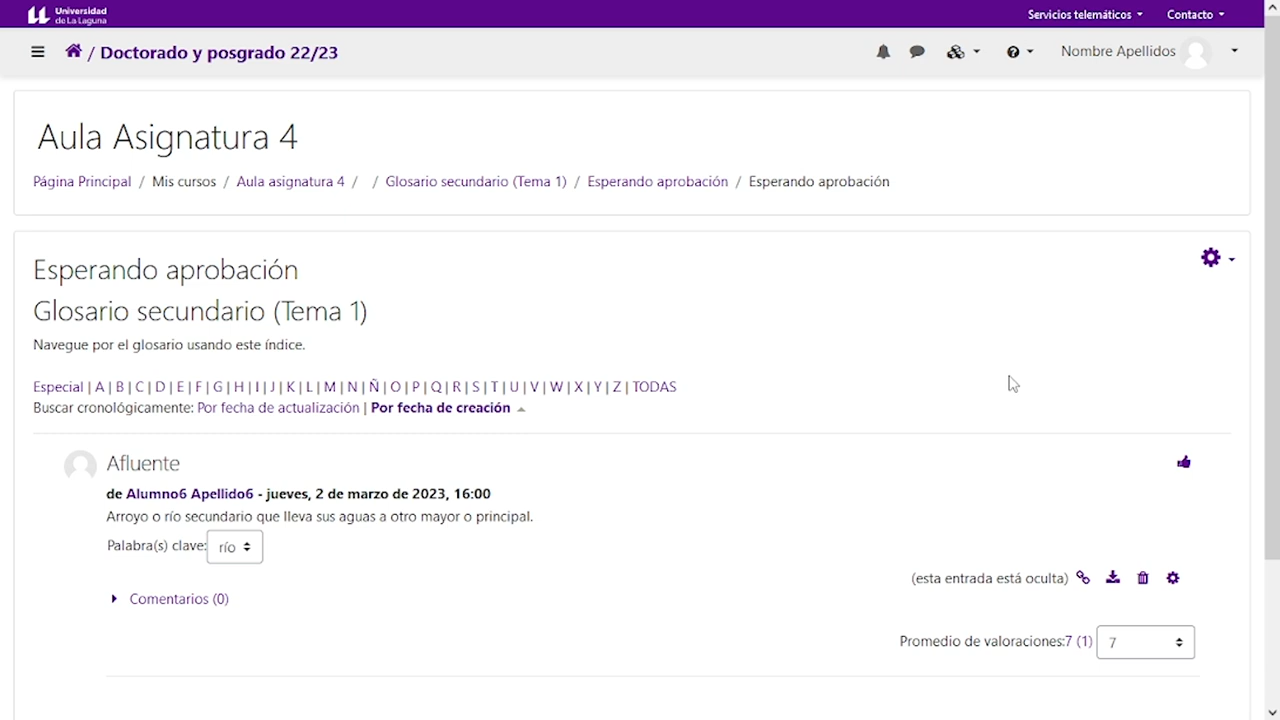 Universidad
de La Laguna
Servicios telemáticos
Contacto
/ Doctorado y posgrado 22/23
Nombre Apellidos
Aula Asignatura 4
Página Principal / Mis cursos / Aula asignatura 4 / / Glosario secundario (Tema 1) / Esperando aprobación / Esperando aprobación
Esperando aprobación
Glosario secundario (Tema 1)
Navegue por el glosario usando este índice.
Especial | A | B | C | D | E | F | G | H | I | J | K | L | M | N | Ñ | O | P | Q | R | S | T | U | V | W | X | Y | Z | TODAS
Buscar cronológicamente: Por fecha de actualización | Por fecha de creación
Afluente
de Alumno6 Apellido6 - jueves, 2 de marzo de 2023, 16:00
Arroyo o río secundario que lleva sus aguas a otro mayor o principal.
Palabra(s) clave: río
(esta entrada está oculta)
Comentarios (0)
Promedio de valoraciones:7 (1) 7